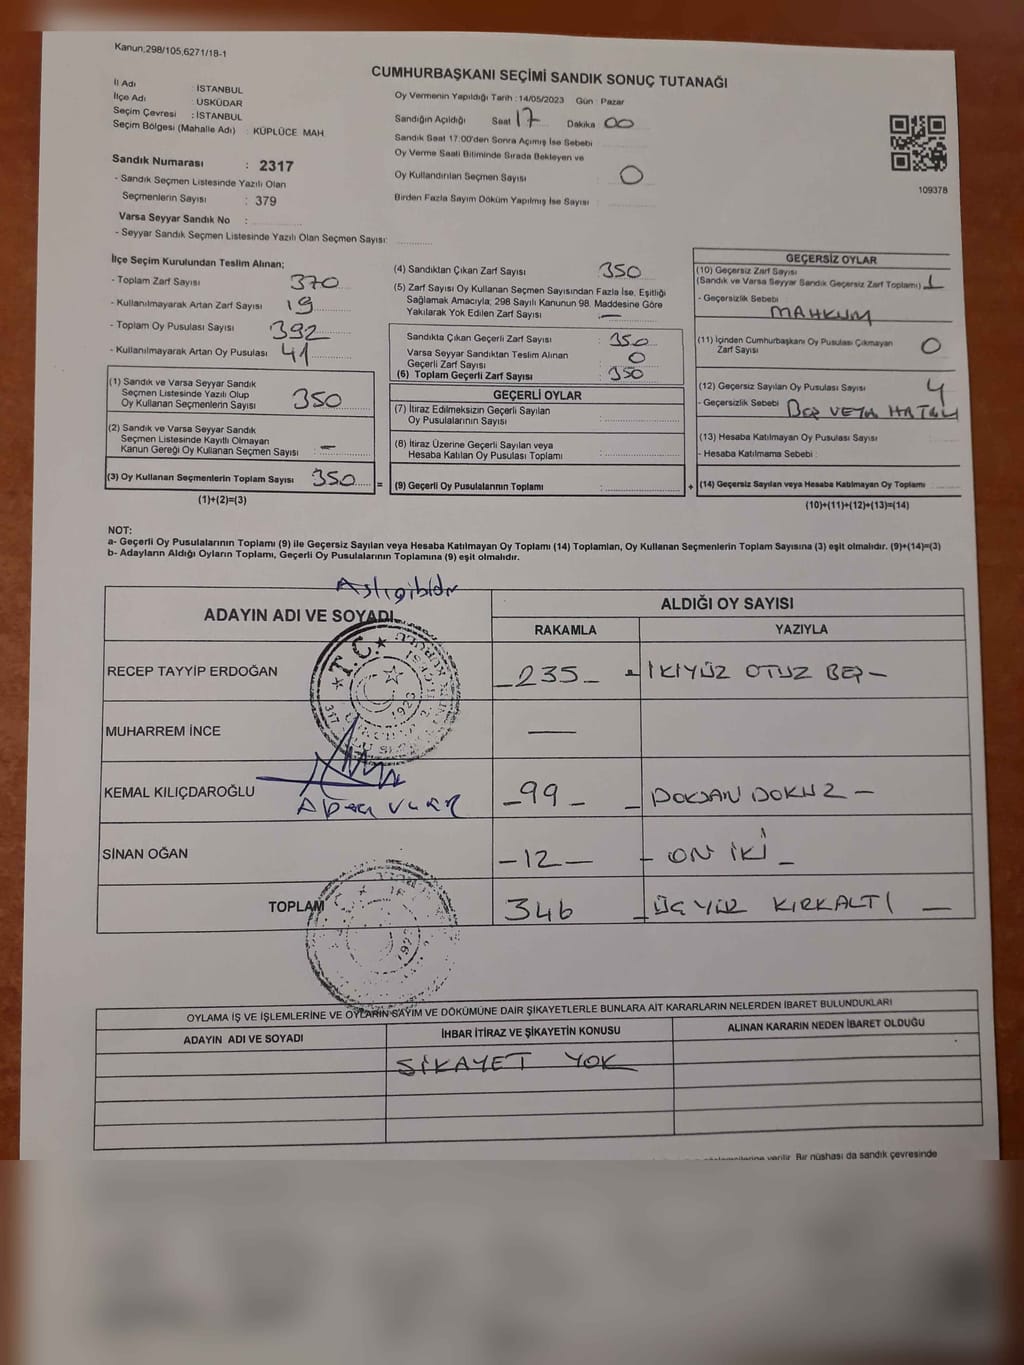 Kanun;298/105,6271/18-1
CUMHURBAŞKANI SEÇİMİ SANDIK SONUÇ TUTANAĞI
İl Adı : İSTANBUL
İlçe Adı : ÜSKÜDAR
Seçim Çevresi : İSTANBUL
Seçim Bölgesi (Mahalle Adı) : KÜPLÜCE MAH
Sandık Numarası : 2317
- Sandık Seçmen Listesinde Yazılı Olan
Seçmenlerin Sayısı : 379
Varsa Seyyar Sandık No :
- Seyyar Sandık Seçmen Listesinde Yazılı Olan Seçmen Sayısı:
Oy Vermenin Yapıldığı Tarih : 14/05/2023 Gün : Pazar
Sandığın Açıldığı Saat 17 Dakika 00
Sandık Saat 17.00'den Sonra Açılmış İse Sebebi :
Oy Verme Saati Bitiminde Sırada Bekleyen ve
Oy Kullandırılan Seçmen Sayısı : 0
Birden Fazla Sayım Döküm Yapılmış İse Sayısı :
109378
İlçe Seçim Kurulundan Teslim Alınan;
- Toplam Zarf Sayısı : 370
- Kullanılmayarak Artan Zarf Sayısı : 19
- Toplam Oy Pusulası Sayısı : 392
- Kullanılmayarak Artan Oy Pusulası : 41
(1) Sandık ve Varsa Seyyar Sandık
Seçmen Listesinde Yazılı Olup
Oy Kullanan Seçmenlerin Sayısı : 350
(2) Sandık ve Varsa Seyyar Sandık
Seçmen Listesinde Kayıtlı Olmayan
Kanun Gereği Oy Kullanan Seçmen Sayısı : —
(3) Oy Kullanan Seçmenlerin Toplam Sayısı : 350 =
(1)+(2)=(3)
(4) Sandıktan Çıkan Zarf Sayısı : 350
(5) Zarf Sayısı Oy Kullanan Seçmen Sayısından Fazla İse, Eşitliği
Sağlamak Amacıyla; 298 Sayılı Kanunun 98. Maddesine Göre
Yakılarak Yok Edilen Zarf Sayısı : —
Sandıkta Çıkan Geçerli Zarf Sayısı : 350
Varsa Seyyar Sandıktan Teslim Alınan
Geçerli Zarf Sayısı : 0
(6) Toplam Geçerli Zarf Sayısı : 350
GEÇERLİ OYLAR
(7) İtiraz Edilmeksizin Geçerli Sayılan
Oy Pusulalarının Sayısı :
(8) İtiraz Üzerine Geçerli Sayılan veya
Hesaba Katılan Oy Pusulası Toplamı :
(9) Geçerli Oy Pusulalarının Toplamı : +
GEÇERSİZ OYLAR
(10) Geçersiz Zarf Sayısı
(Sandık ve Varsa Seyyar Sandık Geçersiz Zarf Toplamı) : 1
- Geçersizlik Sebebi : MAHKUM
(11) İçinden Cumhurbaşkanı Oy Pusulası Çıkmayan
Zarf Sayısı : 0
(12) Geçersiz Sayılan Oy Pusulası Sayısı : 4
- Geçersizlik Sebebi : BOŞ VEYA HATALI
(13) Hesaba Katılmayan Oy Pusulası Sayısı :
- Hesaba Katılmama Sebebi :
(14) Geçersiz Sayılan veya Hesaba Katılmayan Oy Toplamı :
(10)+(11)+(12)+(13)=(14)
NOT:
a- Geçerli Oy Pusulalarının Toplamı (9) ile Geçersiz Sayılan veya Hesaba Katılmayan Oy Toplamı (14) Toplamları, Oy Kullanan Seçmenlerin Toplam Sayısına (3) eşit olmalıdır. (9)+(14)=(3)
b- Adayların Aldığı Oyların Toplamı, Geçerli Oy Pusulalarının Toplamına (9) eşit olmalıdır.
Aslı gibidir
ADAYIN ADI VE SOYADI
ALDIĞI OY SAYISI
RAKAMLA YAZIYLA
RECEP TAYYİP ERDOĞAN - 235 - - İKİYÜZ OTUZ BEŞ -
MUHARREM İNCE —
KEMAL KILIÇDAROĞLU - 99 - - DOKSAN DOKUZ -
SİNAN OĞAN - 12 - - ON İKİ -
TOPLAM 346 - ÜÇYÜZ KIRKALTI -
T.C.
1923
OYLAMA İŞ VE İŞLEMLERİNE VE OYLARIN SAYIM VE DÖKÜMÜNE DAİR ŞİKAYETLERLE BUNLARA AİT KARARLARIN NELERDEN İBARET BULUNDUKLARI
ADAYIN ADI VE SOYADI
İHBAR İTİRAZ VE ŞİKAYETİN KONUSU
ALINAN KARARIN NEDEN İBARET OLDUĞU
ŞİKAYET YOK
verilir. Bir nüshası da sandık çevresinde